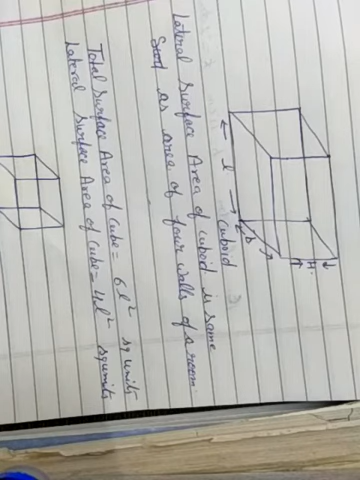 l
b
H
cuboid
Lateral Surface Area of cuboid is same
as area of four walls of a room.
Total Surface Area of Cube = 6l² sq units
Lateral Surface Area of Cube = 4l² sq units